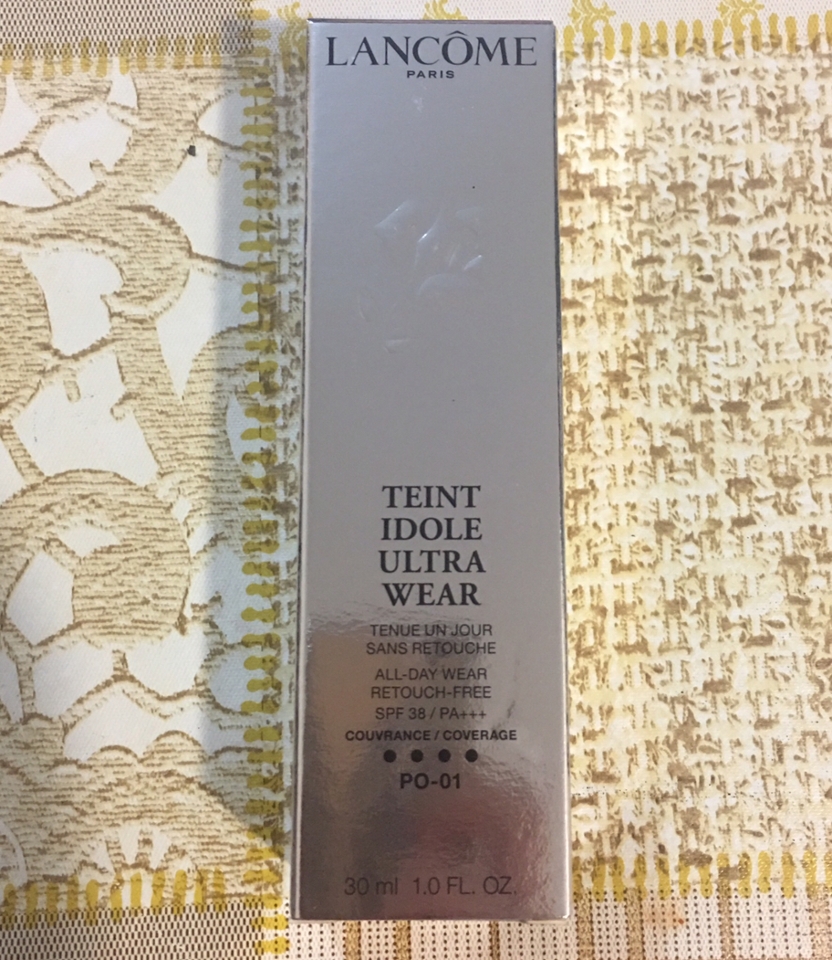 LANCÔME
PARIS
TEINT
IDOLE
ULTRA
WEAR
TENUE UN JOUR
SANS RETOUCHE
ALL-DAY WEAR
RETOUCH-FREE
SPF 38 / PA+++
COUVRANCE / COVERAGE
PO-01
30 ml 1.0 FL. OZ.